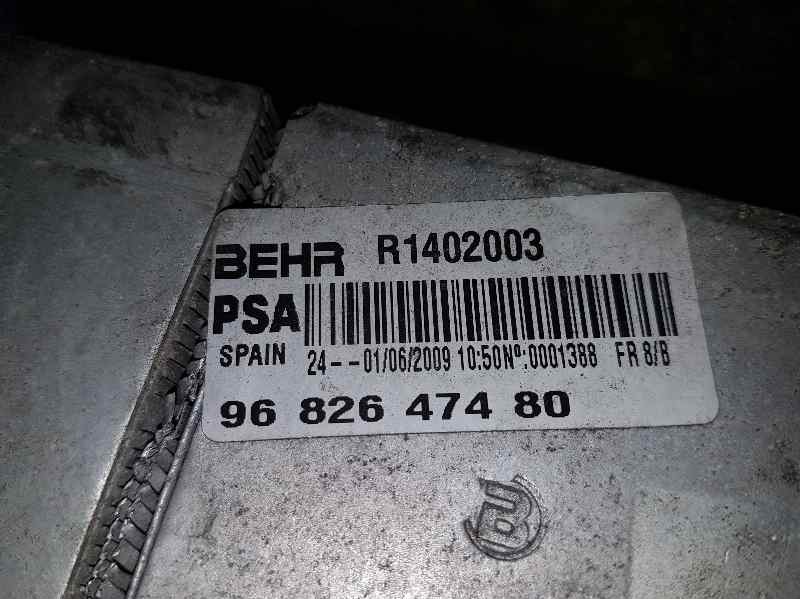 BEHR R1402003
PSA
SPAIN 24--01/06/2009 10:50Nº:0001388 FR 8/B
96 826 474 80